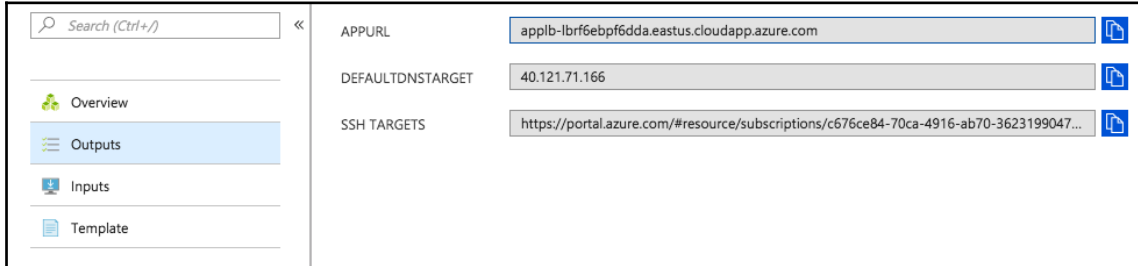 Search (Ctrl+/)
«
Overview
Outputs
Inputs
Template
APPURL
applb-lbrf6ebpf6dda.eastus.cloudapp.azure.com
DEFAULTDNSTARGET
40.121.71.166
SSH TARGETS
https://portal.azure.com/#resource/subscriptions/c676ce84-70ca-4916-ab70-3623199047...